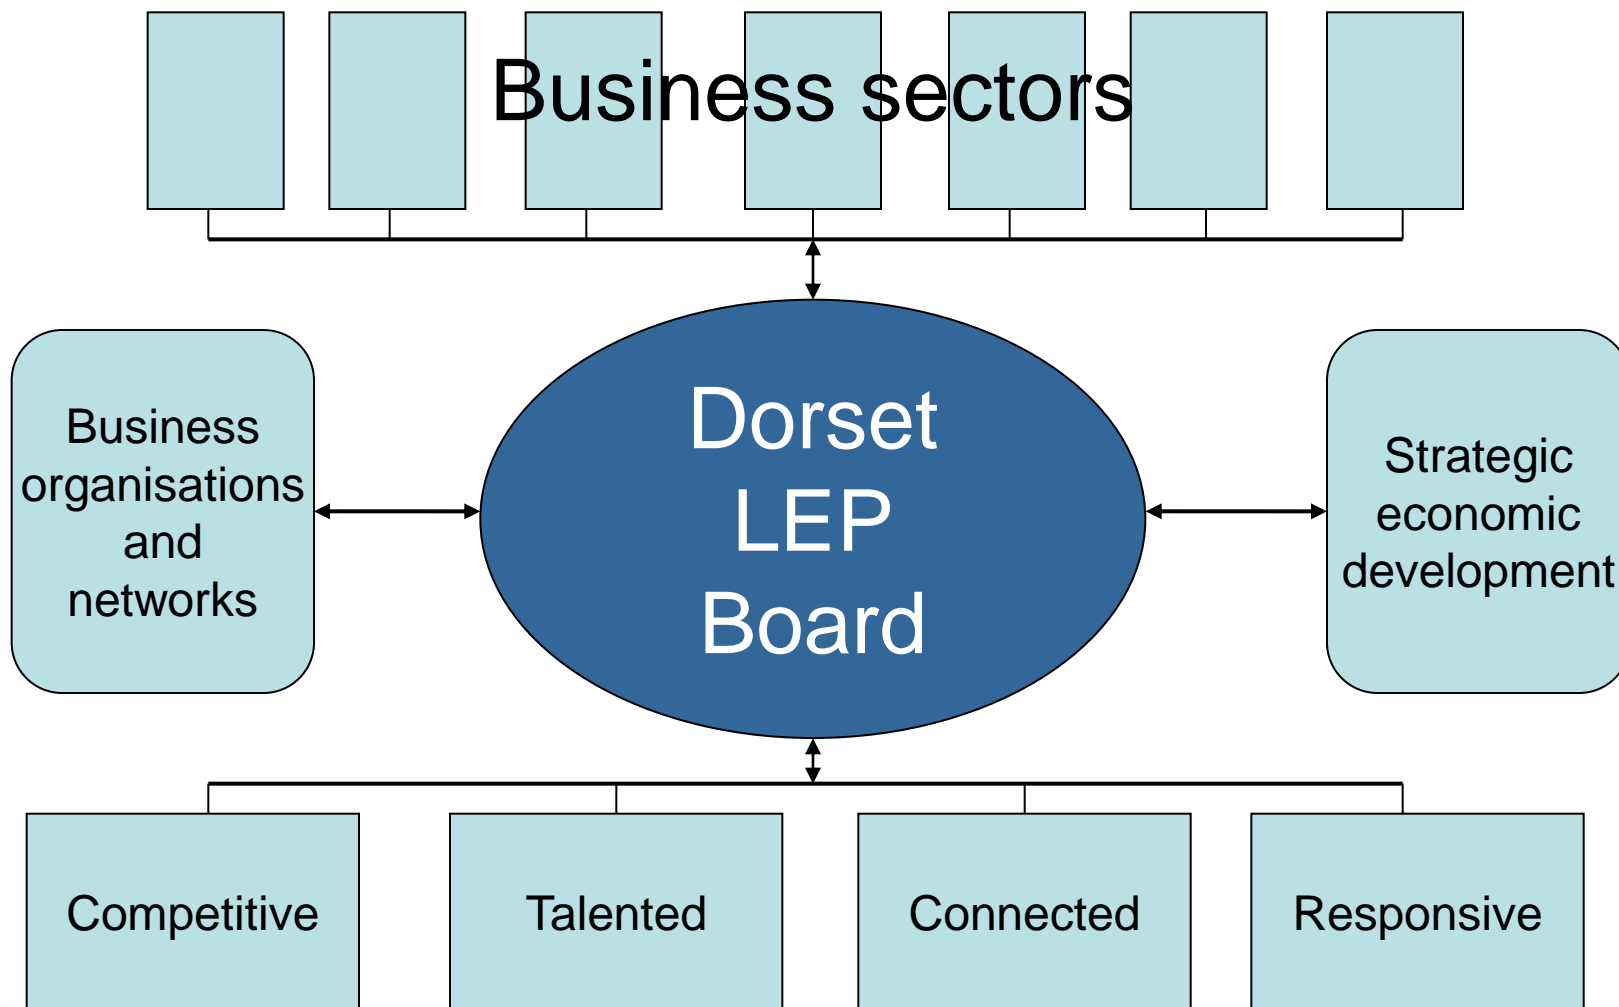 Business sectors
Business
organisations
and
networks
Dorset
LEP
Board
Strategic
economic
development
Competitive
Talented
Connected
Responsive